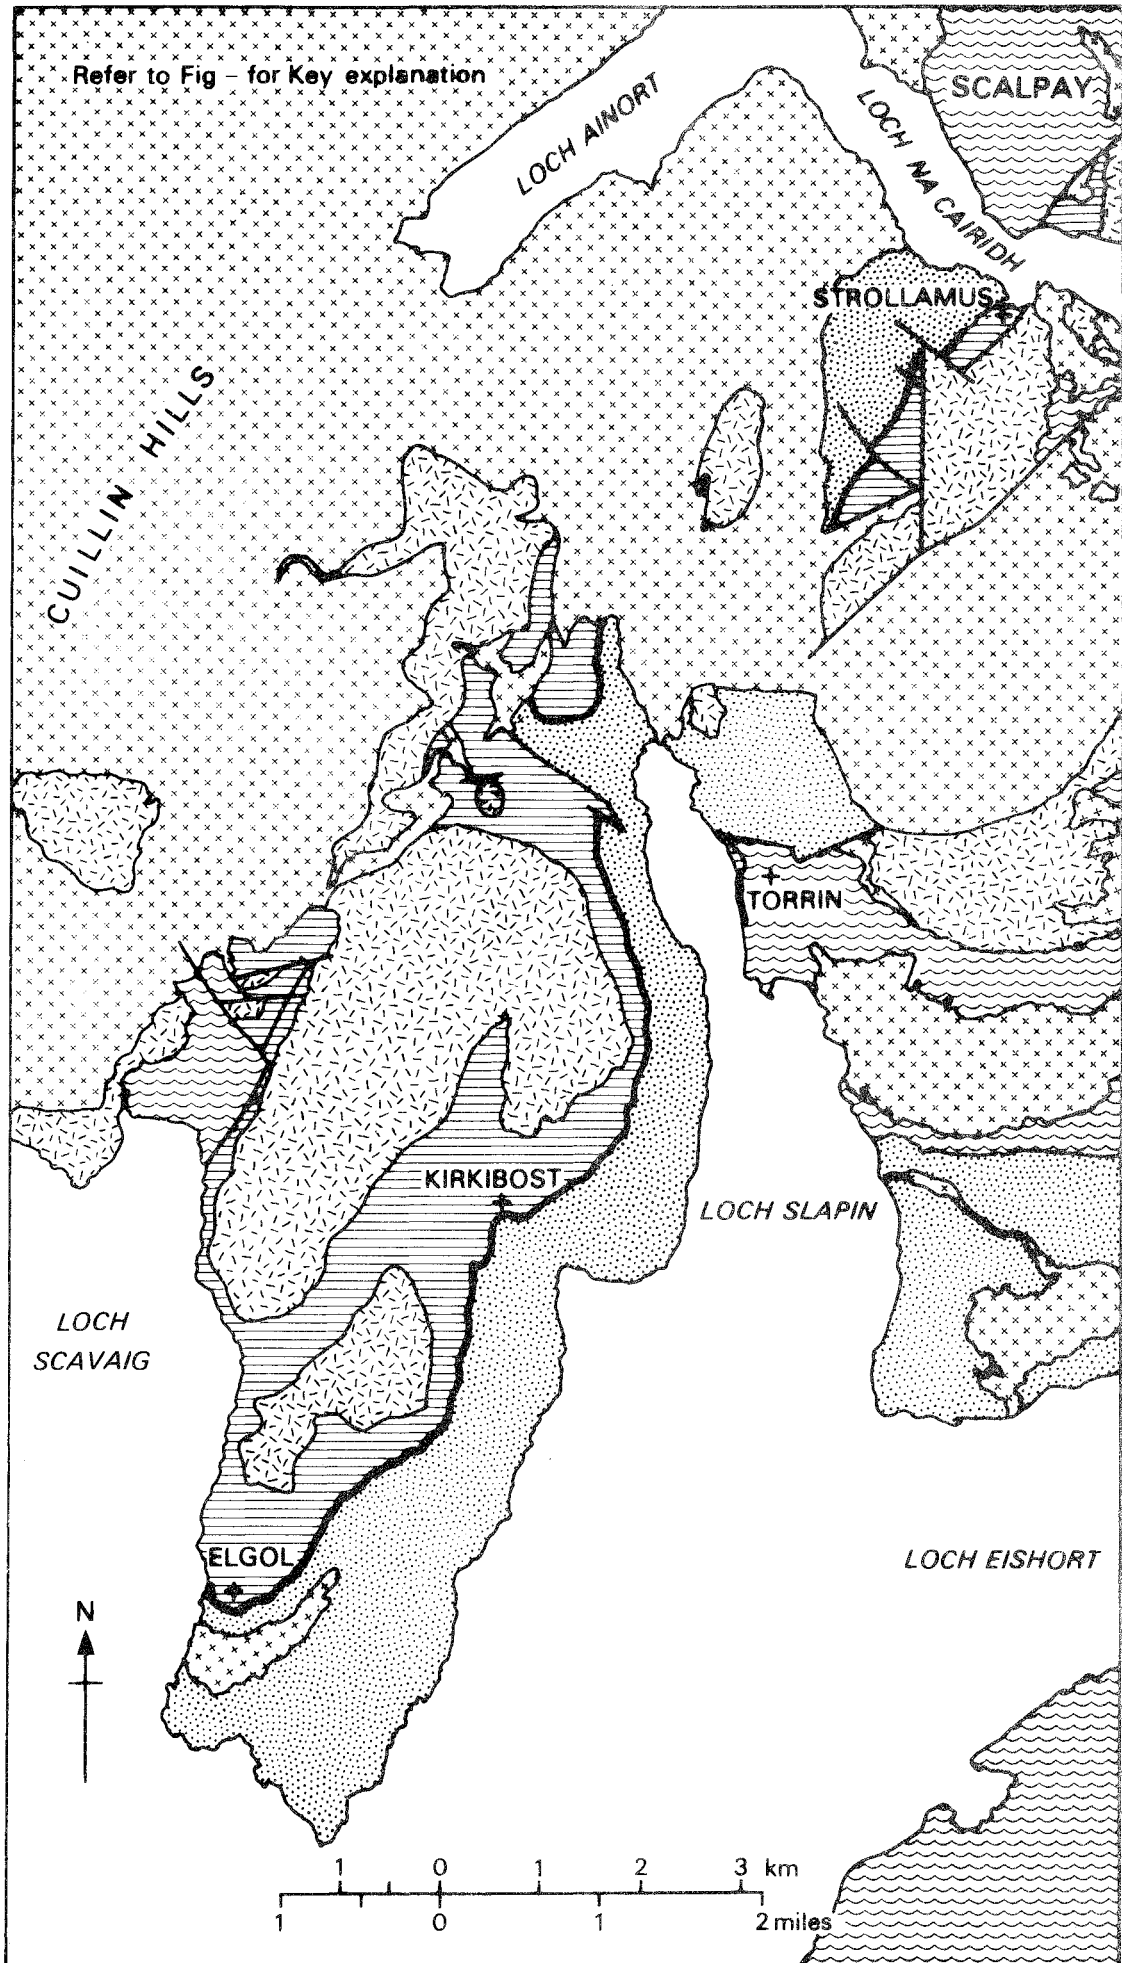 Refer to Fig – for Key explanation
SCALPAY
LOCH AINORT
LOCH NA CAIRIDH
STROLLAMUS
CUILLIN HILLS
TORRIN
KIRKIBOST
LOCH SLAPIN
LOCH
SCAVAIG
ELGOL
LOCH EISHORT
N
1 0 1 2 3 km
1 0 1 2 miles